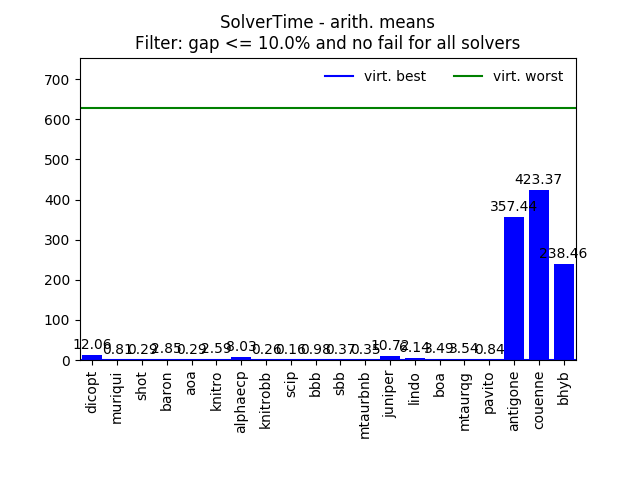 SolverTime - arith. means
Filter: gap <= 10.0% and no fail for all solvers
virt. best
virt. worst
700
600
500
400
300
200
100
0
12.06
0.81
0.29
2.85
0.29
2.59
8.03
0.26
0.16
0.98
0.37
0.35
10.72
6.14
3.49
3.54
0.84
357.44
423.37
238.46
dicopt
muriqui
shot
baron
aoa
knitro
alphaecp
knitrobb
scip
bbb
sbb
mtaurbnb
juniper
lindo
boa
mtaurqg
pavito
antigone
couenne
bhyb